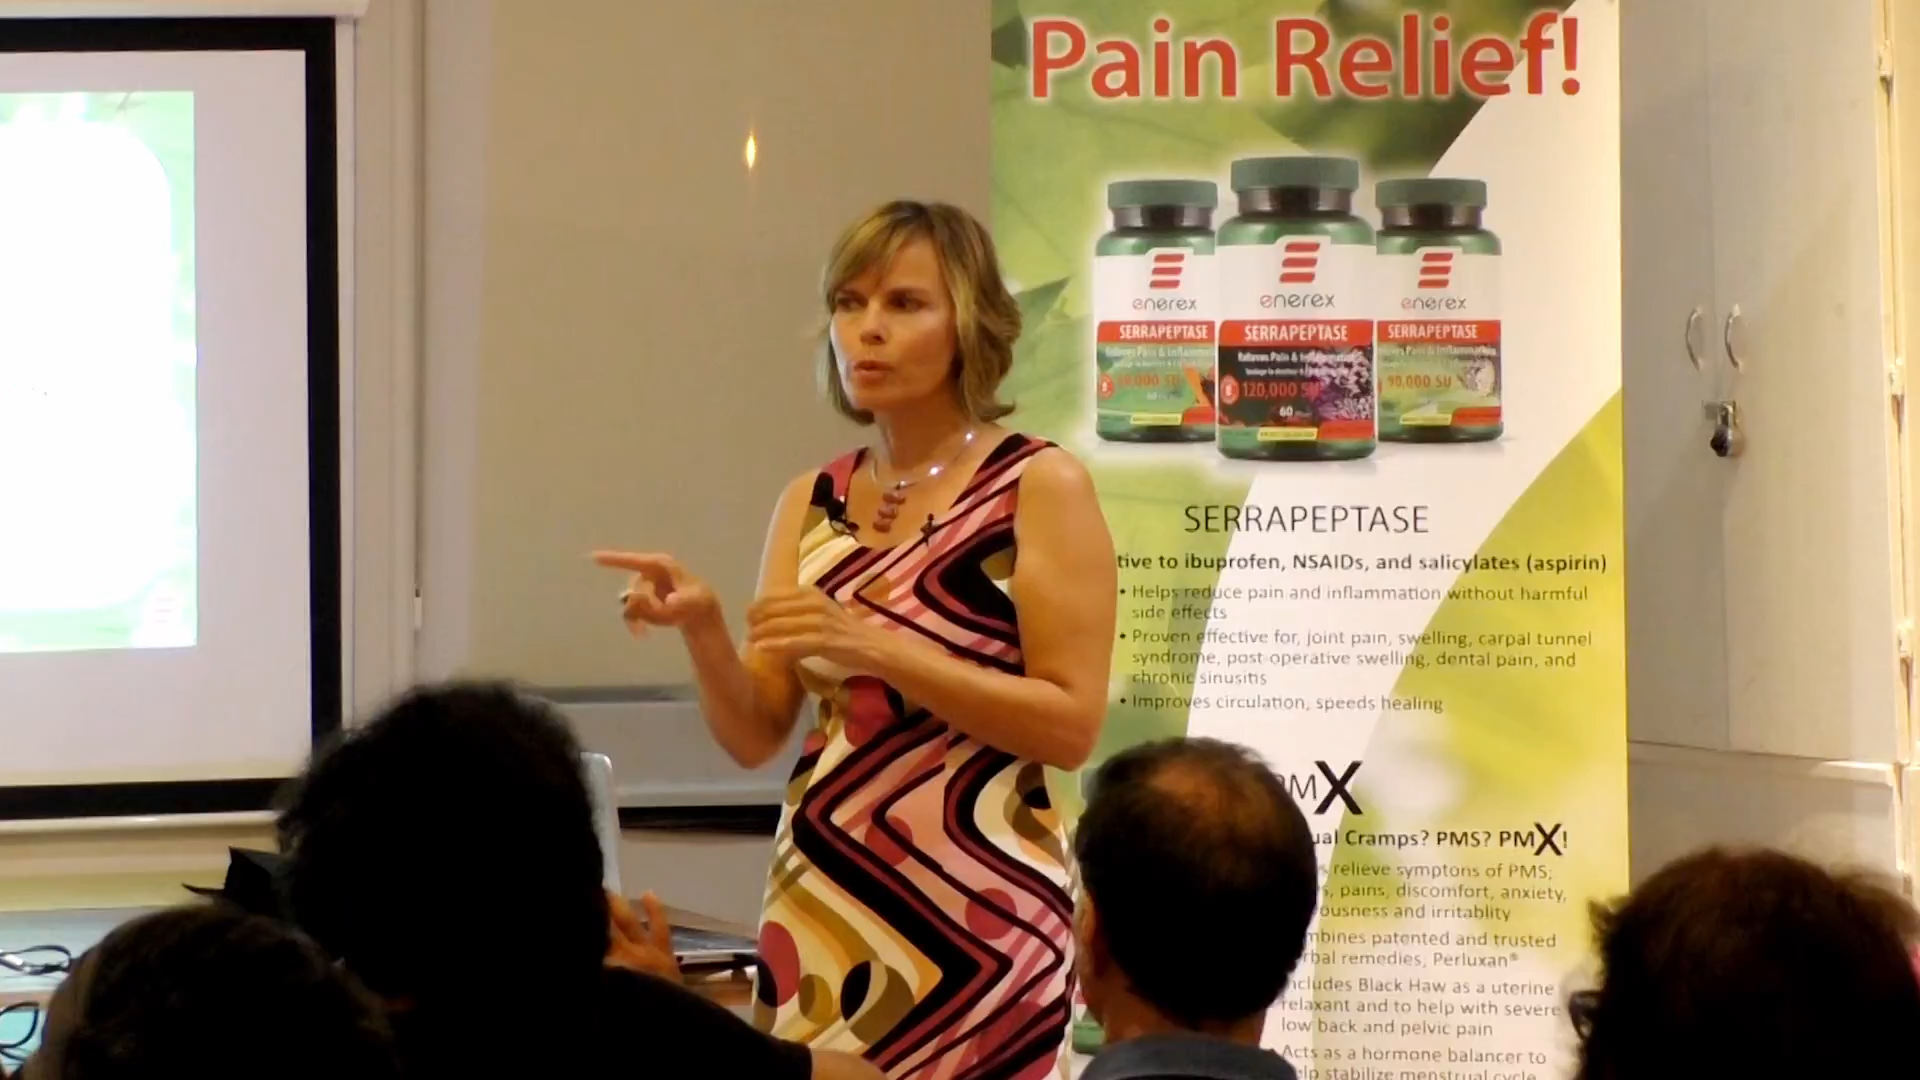 Pain Relief!
enerex
enerex
enerex
SERRAPEPTASE
SERRAPEPTASE
SERRAPEPTASE
Relieves Pain & Inflammation
120,000 SU
90,000 SU
60
SERRAPEPTASE
tive to ibuprofen, NSAIDs, and salicylates (aspirin)
• Helps reduce pain and inflammation without harmful
side effects
• Proven effective for, joint pain, swelling, carpal tunnel
syndrome, post-operative swelling, dental pain, and
chronic sinusitis
• Improves circulation, speeds healing
MX
ual Cramps? PMS? PMX!
s relieve symptons of PMS;
s, pains, discomfort, anxiety,
ousness and irritablity
mbines patented and trusted
rbal remedies, Perluxan®
ncludes Black Haw as a uterine
relaxant and to help with severe
low back and pelvic pain
Acts as a hormone balancer to
lp stabilize menstrual cycle